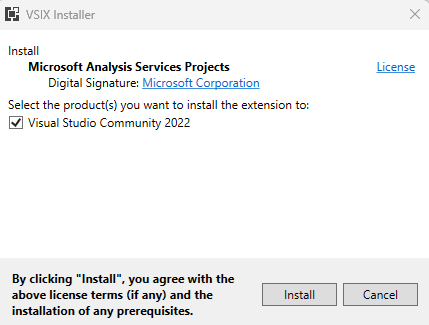 VSIX Installer
Install
Microsoft Analysis Services Projects License
Digital Signature: Microsoft Corporation
Select the product(s) you want to install the extension to:
Visual Studio Community 2022
By clicking "Install", you agree with the
above license terms (if any) and the
installation of any prerequisites.
Install Cancel